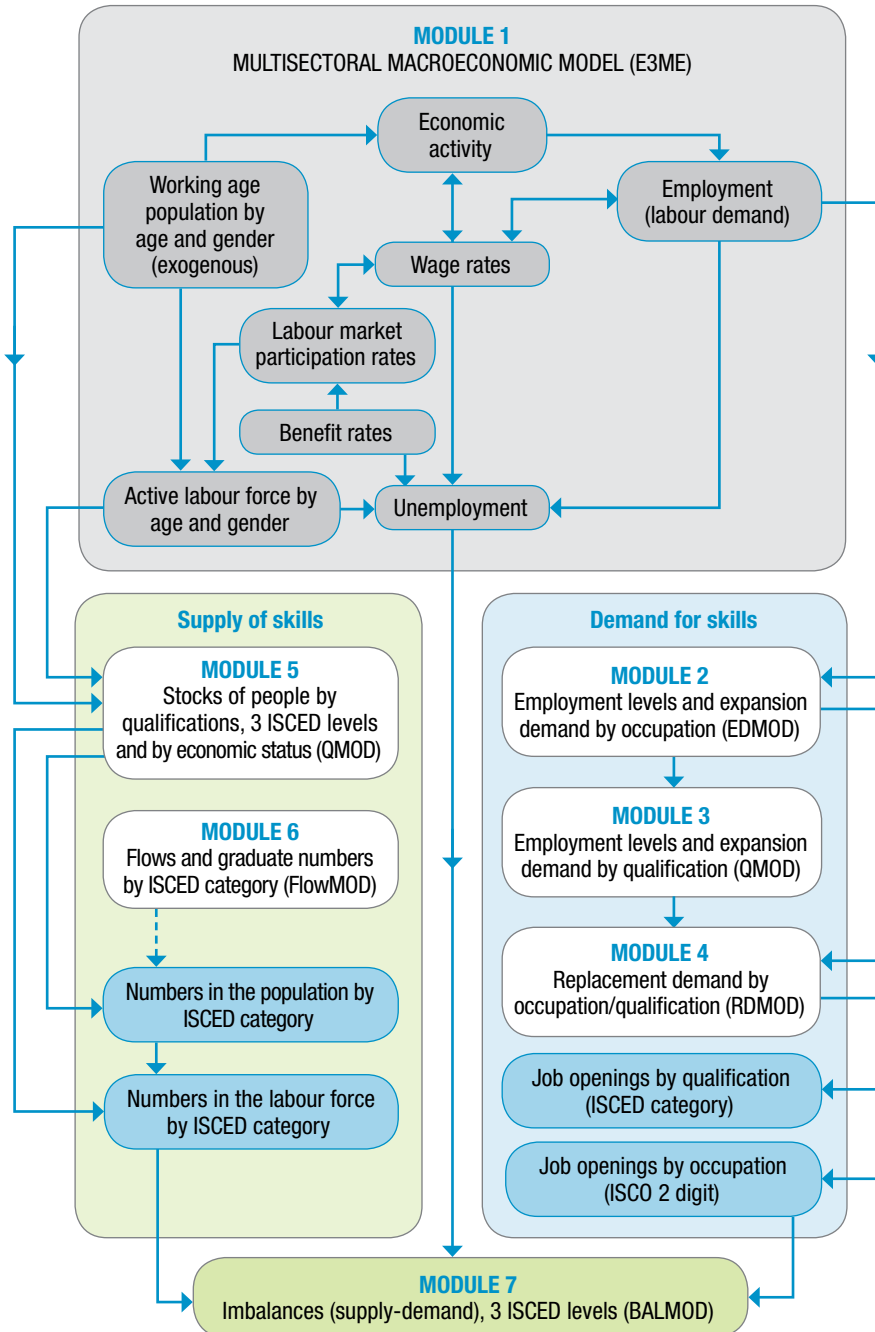 MODULE 1
MULTISECTORAL MACROECONOMIC MODEL (E3ME)
Economic
activity
Working age
population by
age and gender
(exogenous)
Employment
(labour demand)
Wage rates
Labour market
participation rates
Benefit rates
Active labour force by
age and gender
Unemployment
Supply of skills
MODULE 5
Stocks of people by
qualifications, 3 ISCED levels
and by economic status (QMOD)
MODULE 6
Flows and graduate numbers
by ISCED category (FlowMOD)
Numbers in the population by
ISCED category
Numbers in the labour force
by ISCED category
Demand for skills
MODULE 2
Employment levels and expansion
demand by occupation (EDMOD)
MODULE 3
Employment levels and expansion
demand by qualification (QMOD)
MODULE 4
Replacement demand by
occupation/qualification (RDMOD)
Job openings by qualification
(ISCED category)
Job openings by occupation
(ISCO 2 digit)
MODULE 7
Imbalances (supply-demand), 3 ISCED levels (BALMOD)